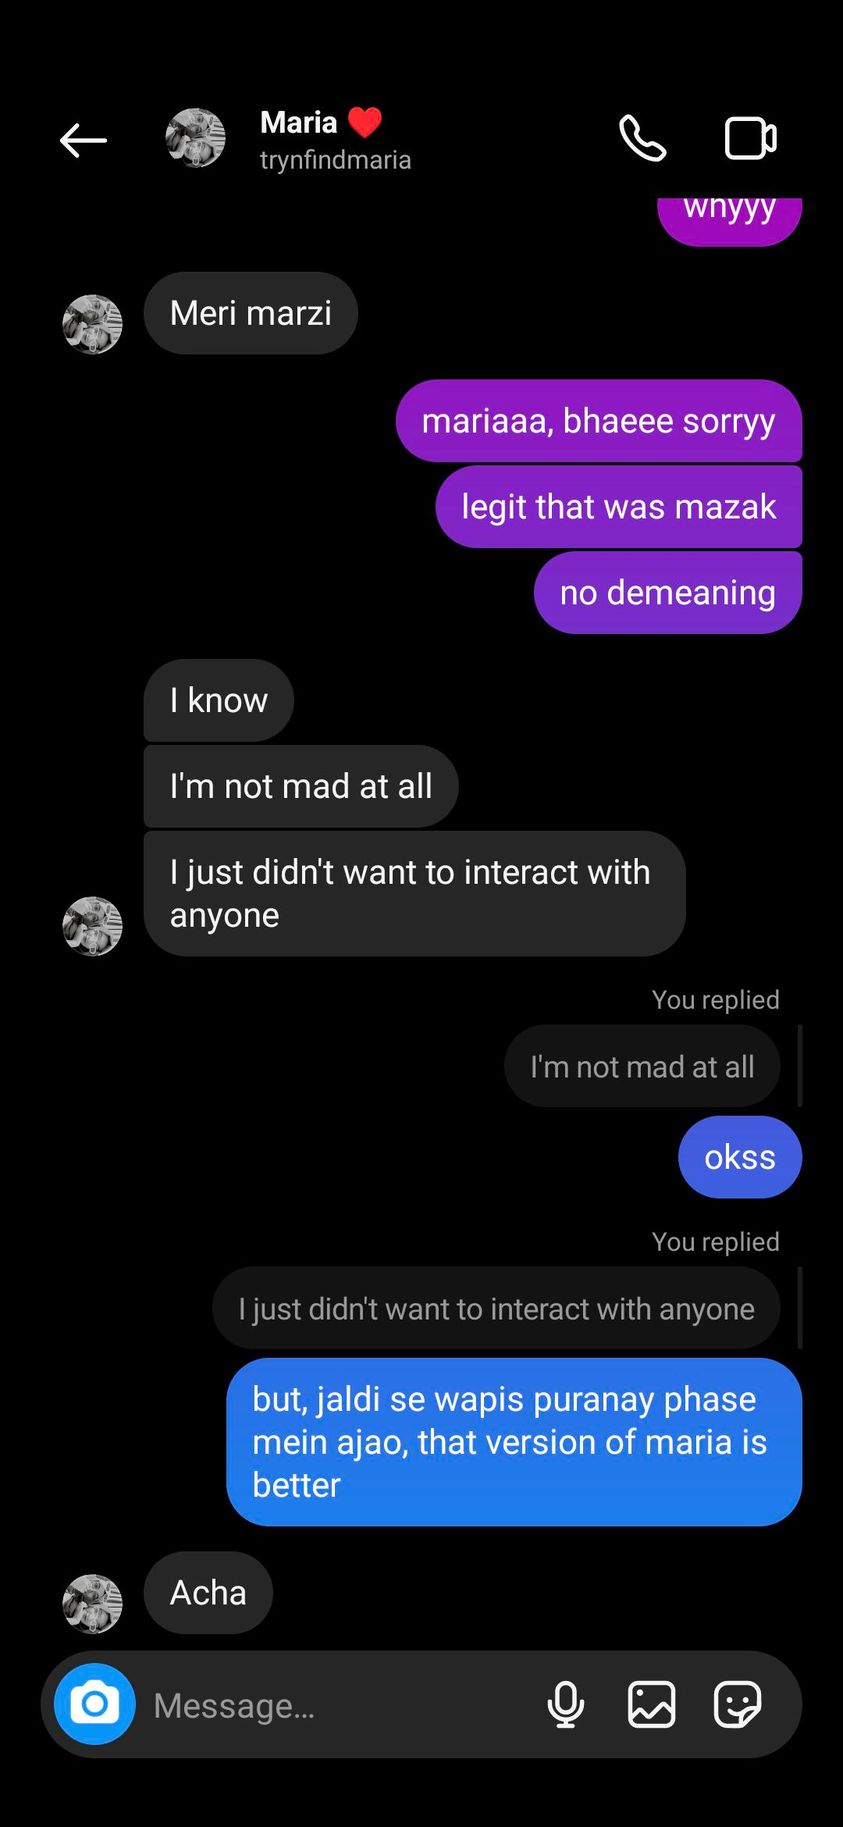 Maria ❤️
trynfindmaria
whyyy
Meri marzi
mariaaa, bhaeee sorryy
legit that was mazak
no demeaning
I know
I'm not mad at all
I just didn't want to interact with
anyone
You replied
I'm not mad at all
okss
You replied
I just didn't want to interact with anyone
but, jaldi se wapis puranay phase
mein ajao, that version of maria is
better
Acha
Message...